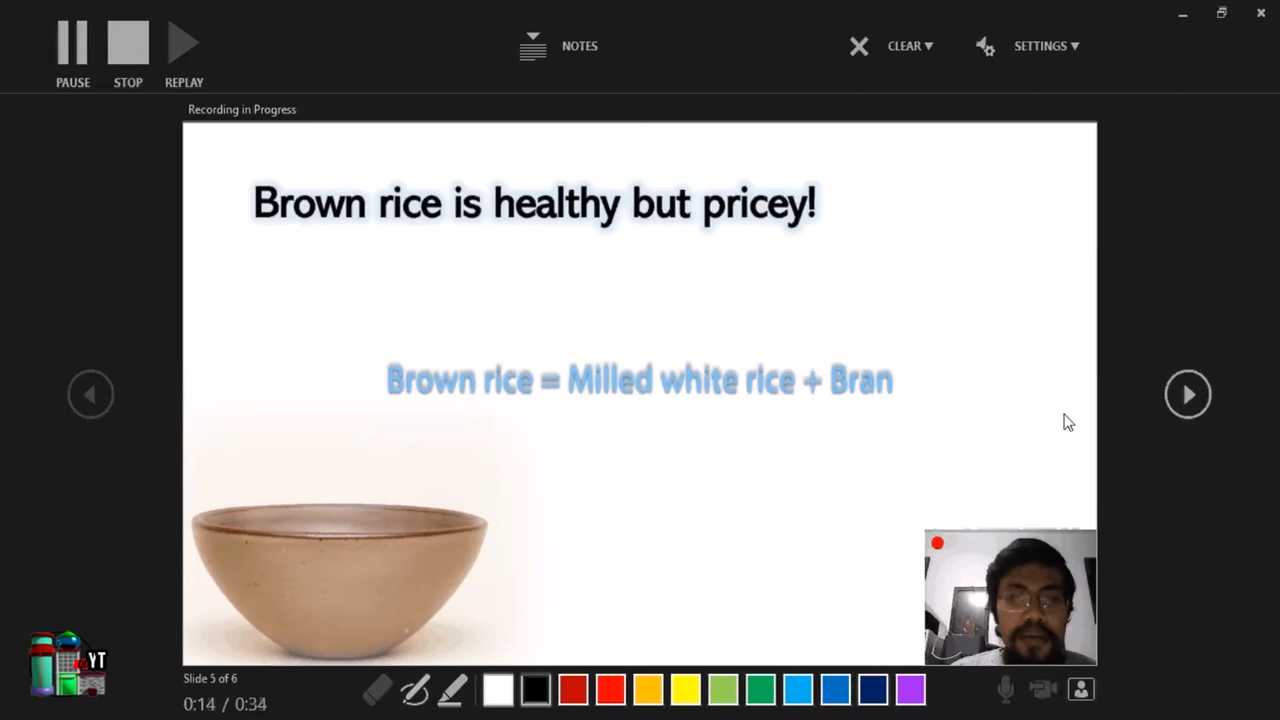 PAUSE
STOP
REPLAY
NOTES
CLEAR
SETTINGS
Recording in Progress
Brown rice is healthy but pricey!
Brown rice = Milled white rice + Bran
YT
Slide 5 of 6
0:14 / 0:34